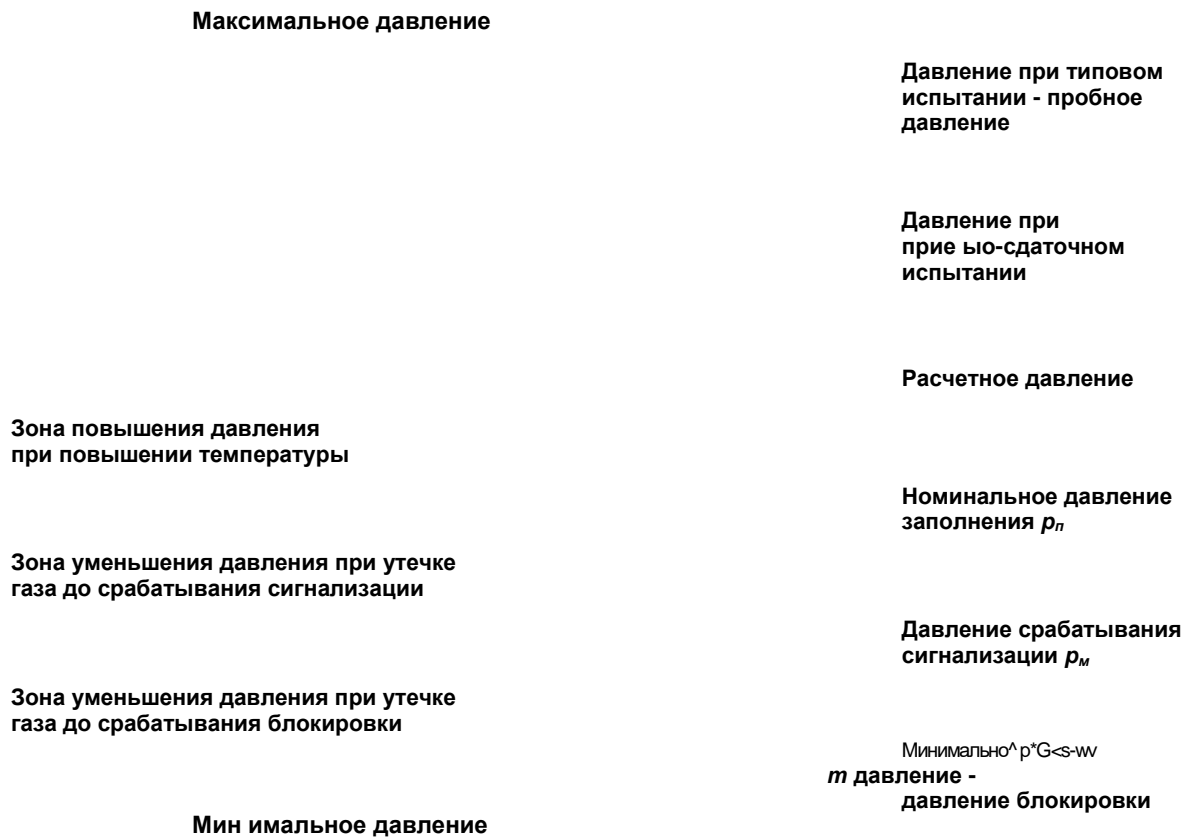 Максимальное давление
Давление при типовом
испытании - пробное
давление
Давление при
прие ыо-сдаточном
испытании
Расчетное давление
Зона повышения давления
при повышении температуры
Номинальное давление
заполнения pп
Зона уменьшения давления при утечке
газа до срабатывания сигнализации
Давление срабатывания
сигнализации pм
Зона уменьшения давления при утечке
газа до срабатывания блокировки
Минимально^ p*G<s-wv
m давление -
давление блокировки
Мин имальное давление